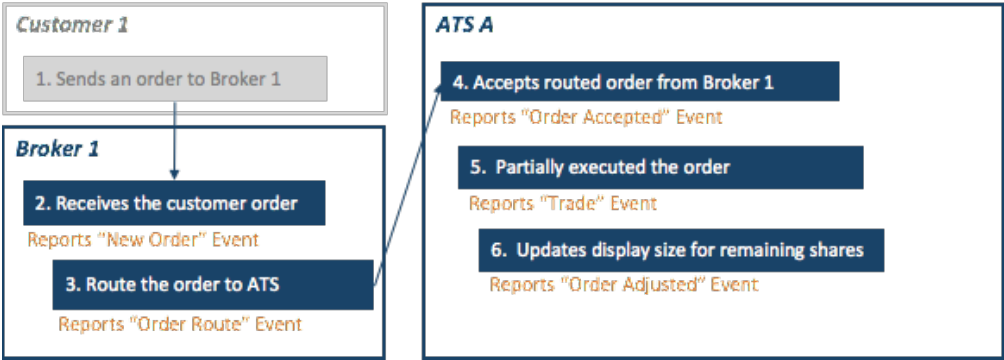 Customer 1
1. Sends an order to Broker 1
Broker 1
2. Receives the customer order
Reports "New Order" Event
3. Route the order to ATS
Reports "Order Route" Event
ATS A
4. Accepts routed order from Broker 1
Reports "Order Accepted" Event
5. Partially executed the order
Reports "Trade" Event
6. Updates display size for remaining shares
Reports "Order Adjusted" Event